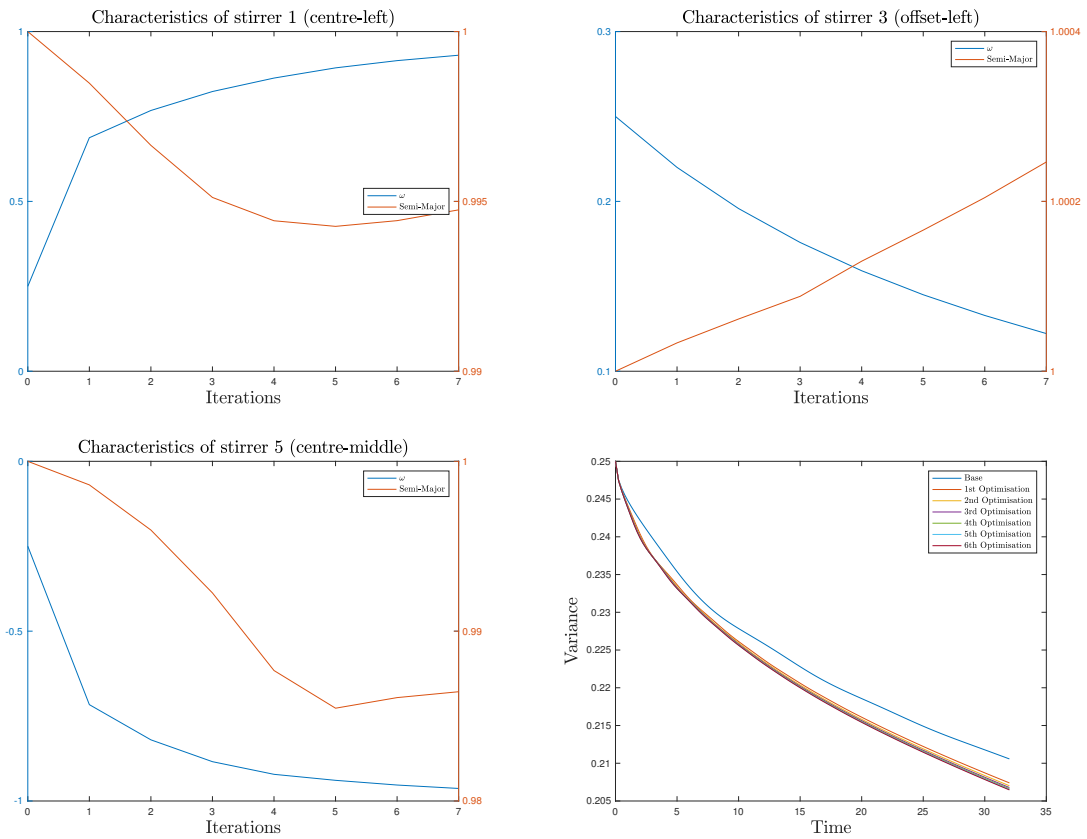 Characteristics of stirrer 1 (centre-left)
1
0.5
0
1
0.995
0.99
ω
Semi-Major
0 1 2 3 4 5 6 7
Iterations
Characteristics of stirrer 3 (offset-left)
0.3
0.2
0.1
1.0004
1.0002
1
ω
Semi-Major
0 1 2 3 4 5 6 7
Iterations
Characteristics of stirrer 5 (centre-middle)
0
-0.5
-1
1
0.99
0.98
ω
Semi-Major
0 1 2 3 4 5 6 7
Iterations
0.25
0.245
0.24
0.235
0.23
0.225
0.22
0.215
0.21
0.205
Variance
Base
1st Optimisation
2nd Optimisation
3rd Optimisation
4th Optimisation
5th Optimisation
6th Optimisation
0 5 10 15 20 25 30 35
Time